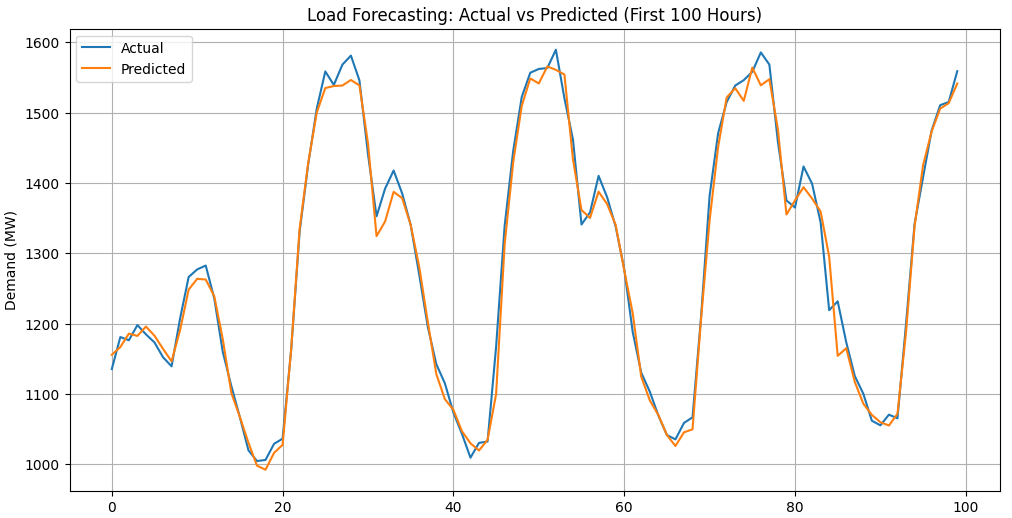 Load Forecasting: Actual vs Predicted (First 100 Hours)
Actual
Predicted
Demand (MW)
1600
1500
1400
1300
1200
1100
1000
0 20 40 60 80 100